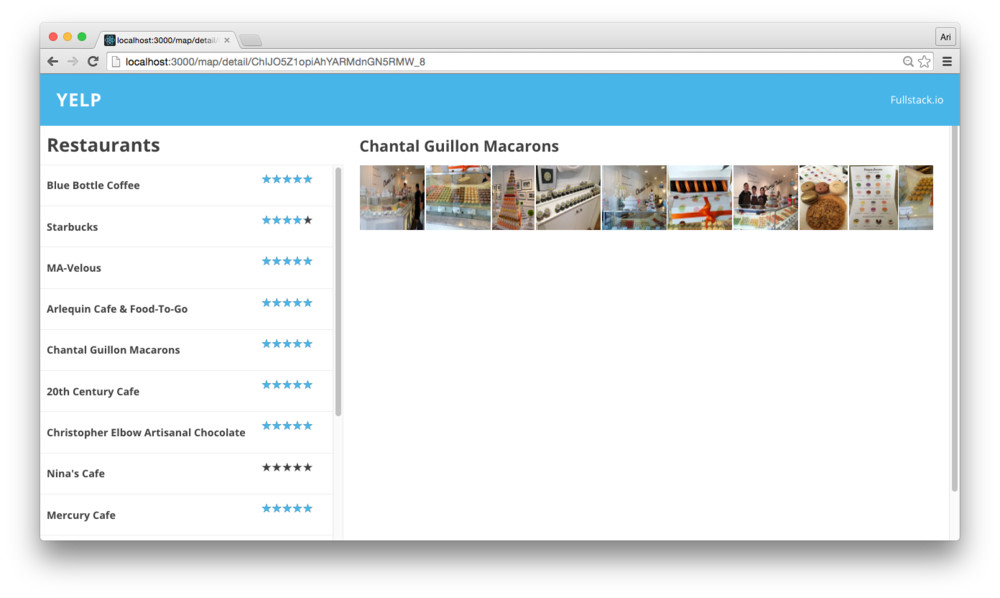 localhost:3000/map/detail/
Ari
localhost:3000/map/detail/ChIJO5Z1opiAhYARMdnGN5RMW_8
YELP
Fullstack.io
Restaurants
Chantal Guillon Macarons
Blue Bottle Coffee
Starbucks
MA-Velous
Arlequin Cafe & Food-To-Go
Chantal Guillon Macarons
20th Century Cafe
Christopher Elbow Artisanal Chocolate
Nina's Cafe
Mercury Cafe